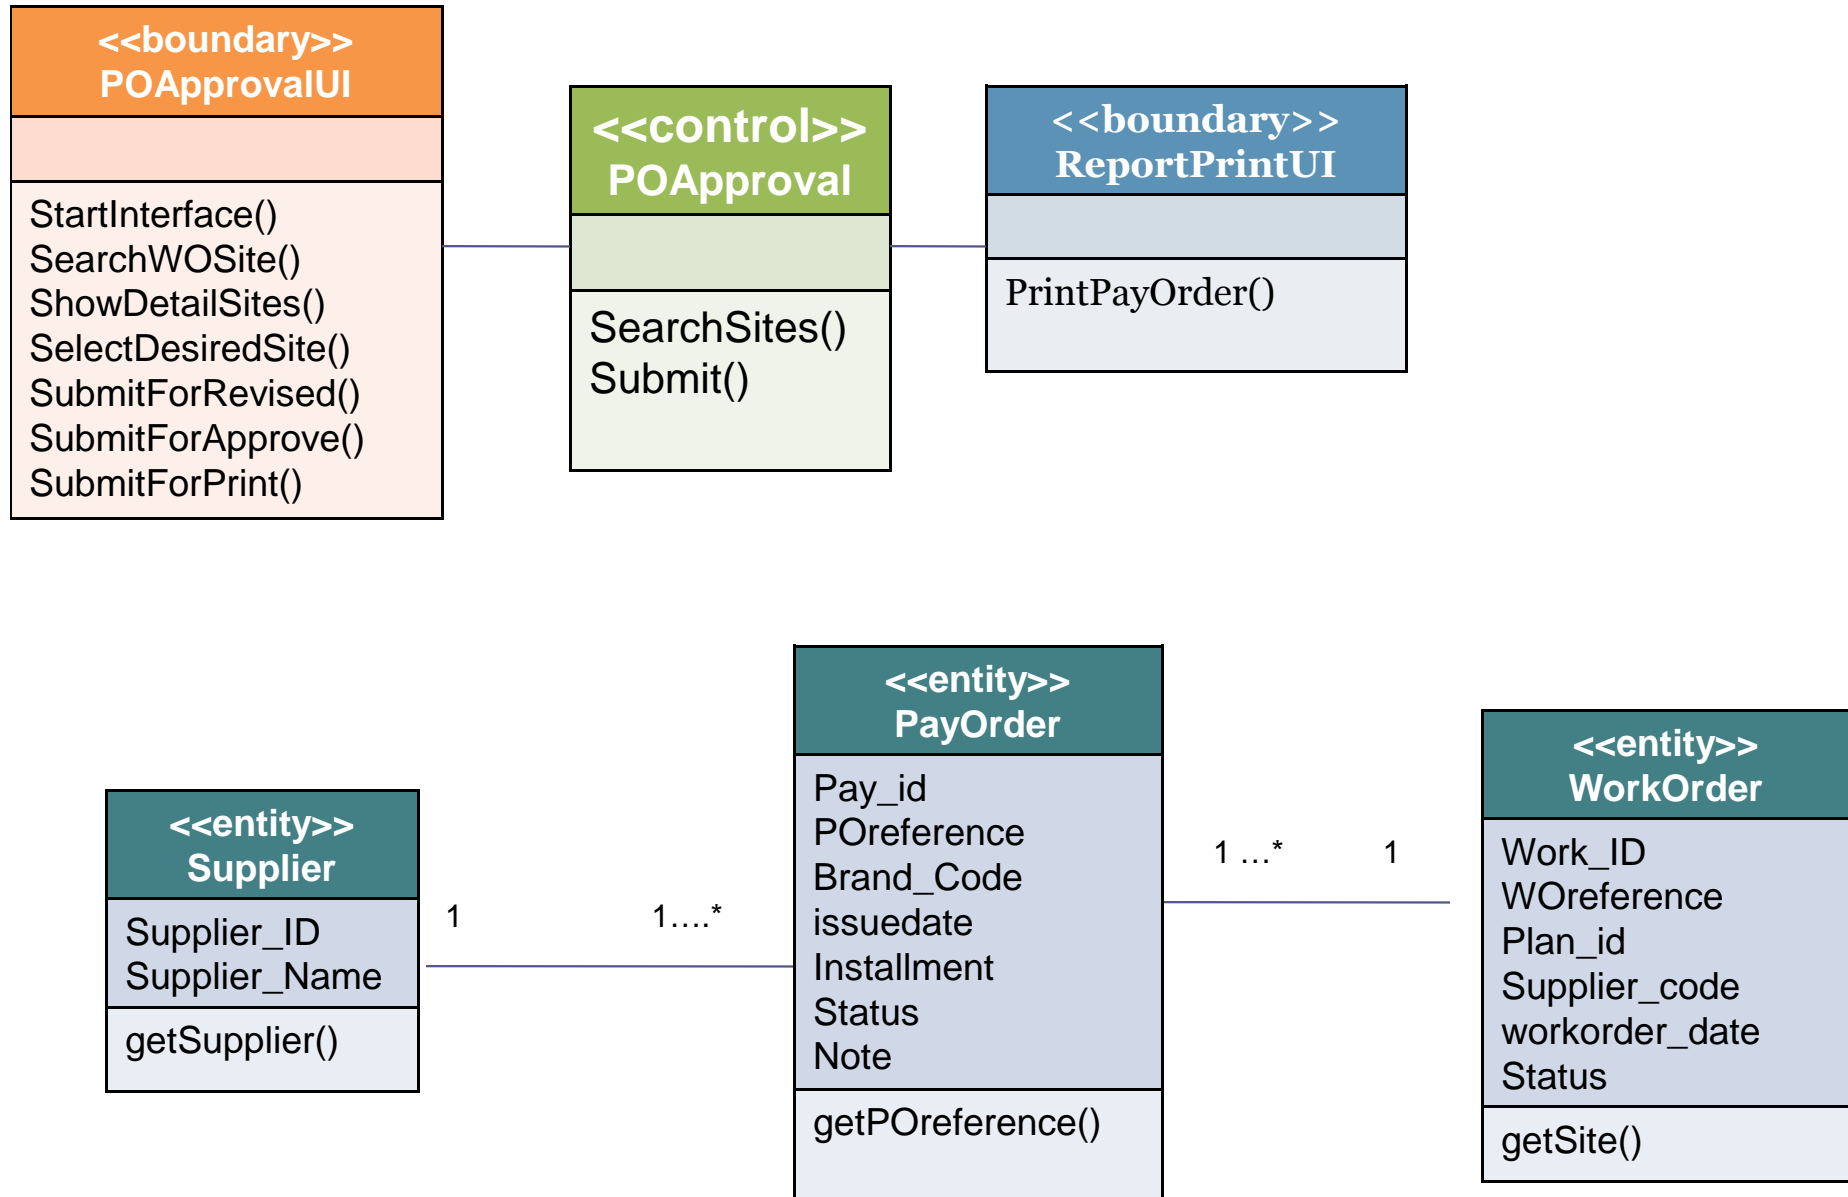 <<boundary>>
POApprovalUI
StartInterface()
SearchWOSite()
ShowDetailSites()
SelectDesiredSite()
SubmitForRevised()
SubmitForApprove()
SubmitForPrint()
<<control>>
POApproval
SearchSites()
Submit()
<<boundary>>
ReportPrintUI
PrintPayOrder()
<<entity>>
Supplier
Supplier_ID
Supplier_Name
getSupplier()
1 1....*
<<entity>>
PayOrder
Pay_id
POreference
Brand_Code
issuedate
Installment
Status
Note
getPOreference()
1 ...* 1
<<entity>>
WorkOrder
Work_ID
WOreference
Plan_id
Supplier_code
workorder_date
Status
getSite()